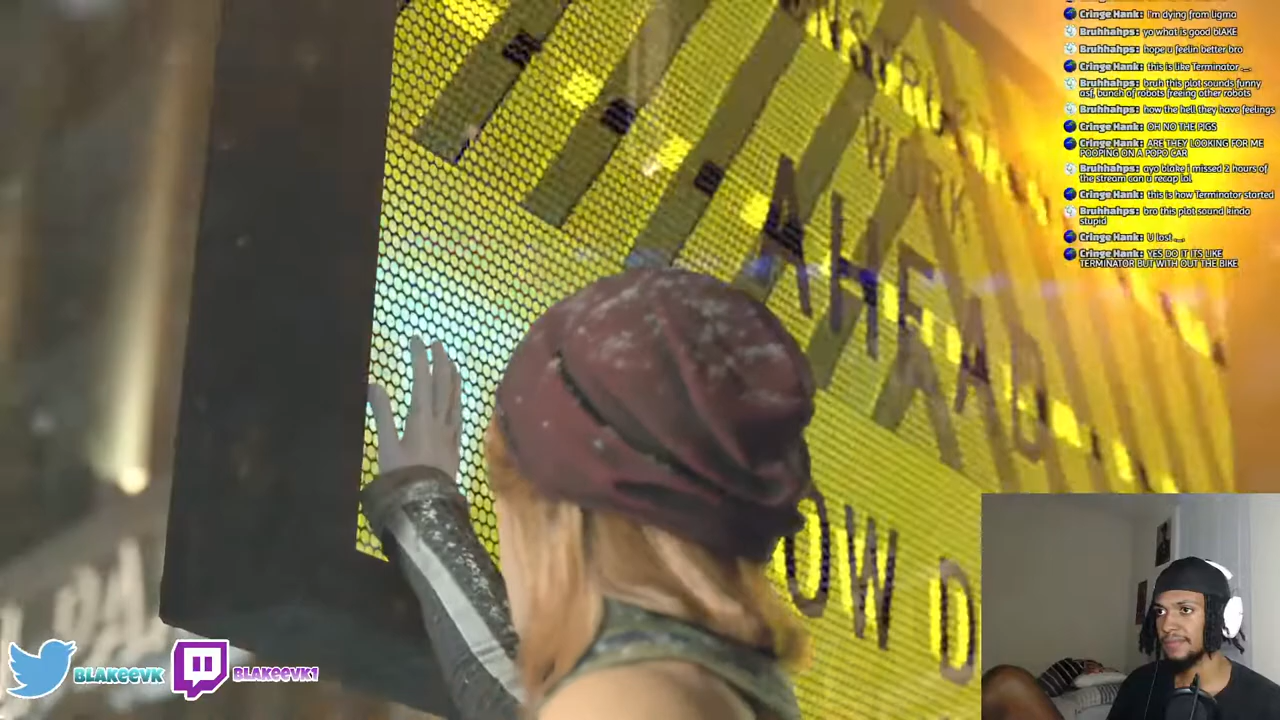 Cringe Hank: I'm dying from ligma
Bruhhahps: yo what is good blAKE
Bruhhahps: hope u feelin better bro
Cringe Hank: this is like Terminator ._.
Bruhhahps: bruh this plot sounds funny
asf, bunch of robots freeing other robots
Bruhhahps: how the hell they have feelings
Cringe Hank: OH NO THE PIGS
Cringe Hank: ARE THEY LOOKING FOR ME
POOPING ON A POPO CAR
Bruhhahps: ayo blake i missed 2 hours of
the stream can u recap lol
Cringe Hank: this is how Terminator started
Bruhhahps: bro this plot sound kinda
stupid
Cringe Hank: U lost ._.
Cringe Hank: YES DO IT ITS LIKE
TERMINATOR BUT WITH OUT THE BIKE
AHEAD
OW D
BLAKEEVK
BLAKEEVK1